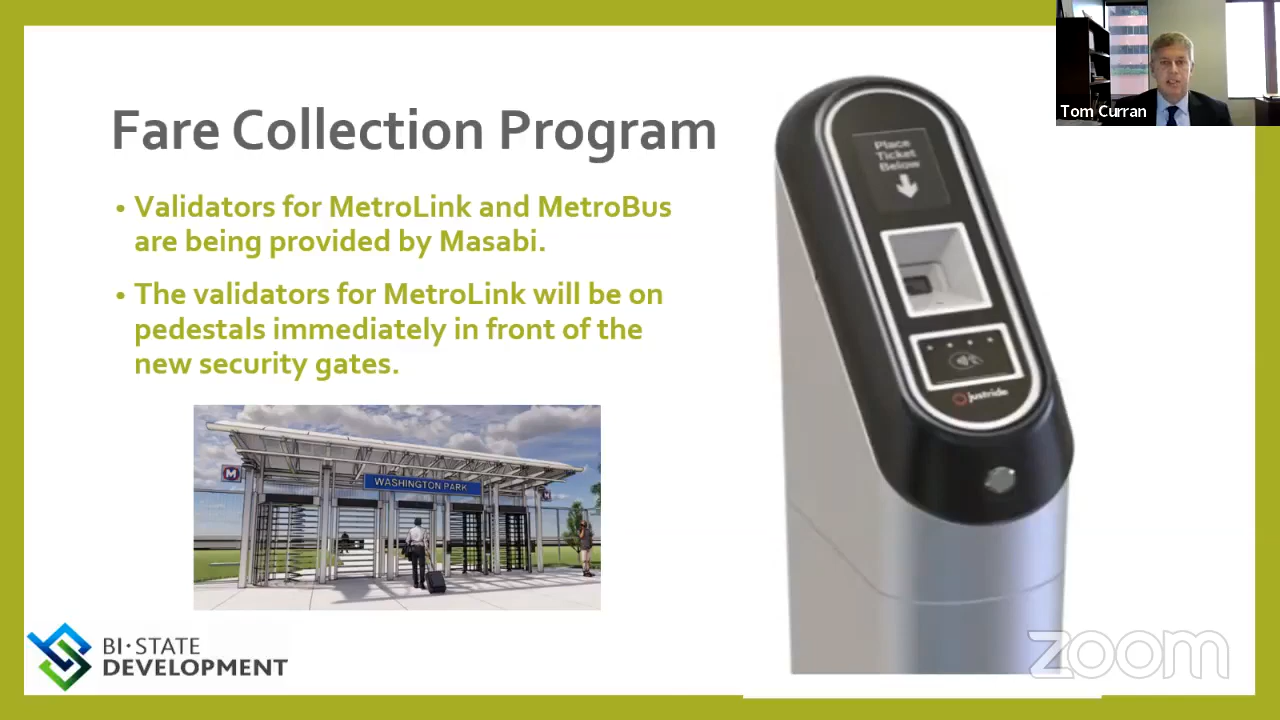 Tom Curran
Fare Collection Program
• Validators for MetroLink and MetroBus
are being provided by Masabi.
• The validators for MetroLink will be on
pedestals immediately in front of the
new security gates.
Place
Ticket
Below
justride
M
WASHINGTON PARK
M
BI·STATE
DEVELOPMENT
zoom